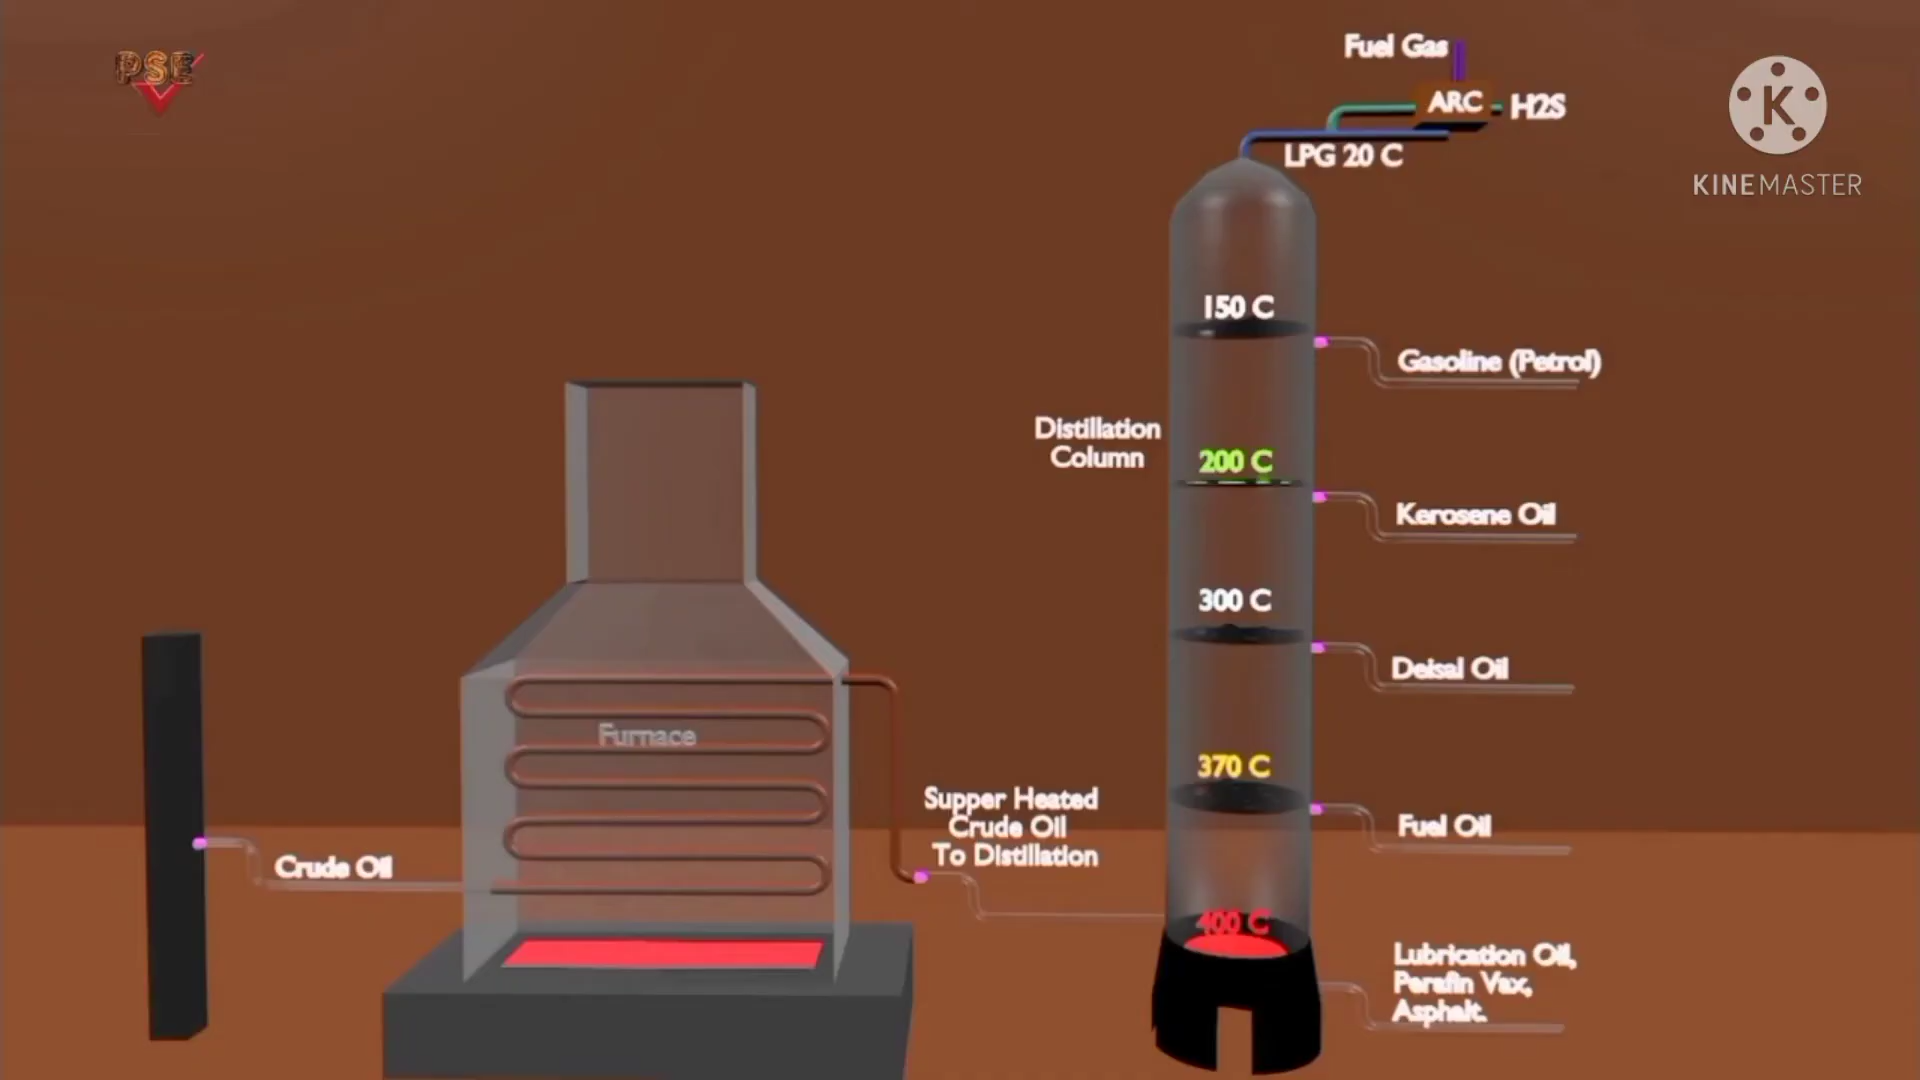 PSE
Fuel Gas
ARC
H2S
LPG 20 C
K
KINEMASTER
150 C
Gasoline (Petrol)
Distillation
Column
200 C
Kerosene Oil
300 C
Deisal Oil
Furnace
370 C
Supper Heated
Crude Oil
To Distillation
Fuel Oil
Crude Oil
400 C
Lubrication Oil,
Parafin Vax,
Asphalt.